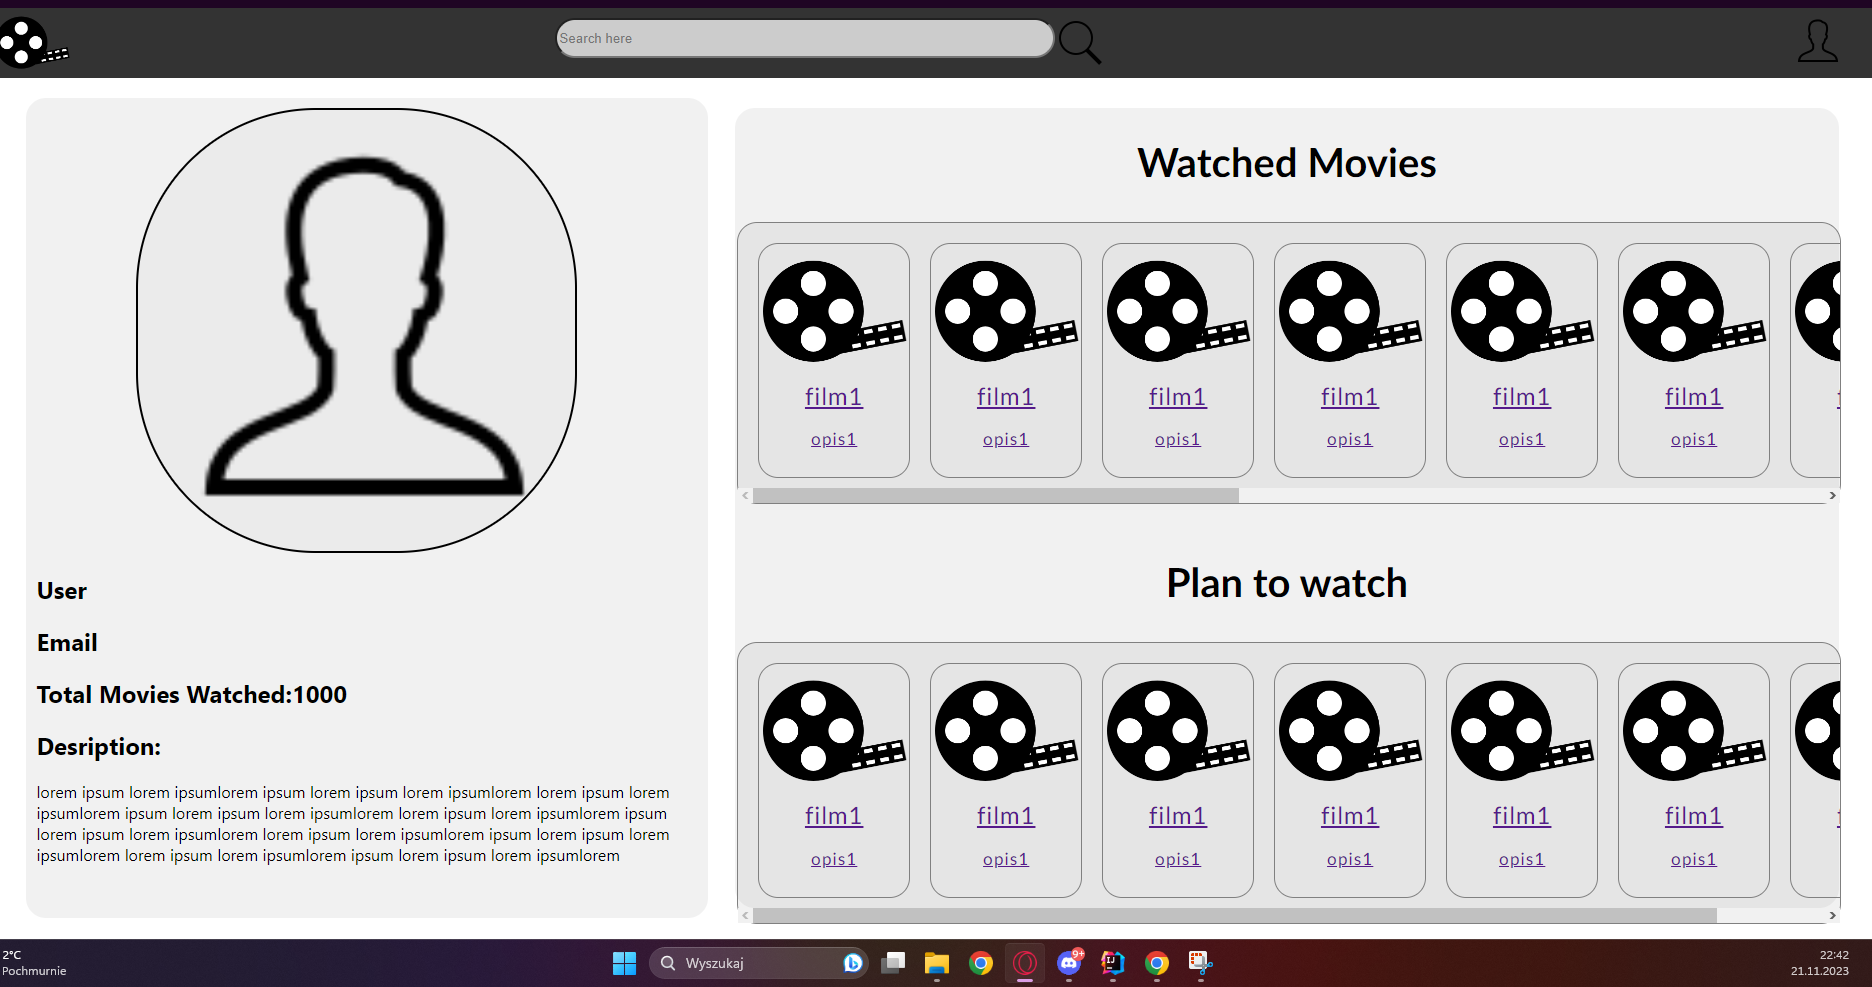 Search here
User
Email
Total Movies Watched:1000
Desription:
lorem ipsum lorem ipsumlorem ipsum lorem ipsum lorem ipsumlorem lorem ipsum lorem
ipsumlorem ipsum lorem ipsum lorem ipsumlorem lorem ipsum lorem ipsumlorem ipsum
lorem ipsum lorem ipsumlorem lorem ipsum lorem ipsumlorem ipsum lorem ipsum lorem
ipsumlorem lorem ipsum lorem ipsumlorem ipsum lorem ipsum lorem ipsumlorem
Watched Movies
film1 film1 film1 film1 film1 film1
opis1 opis1 opis1 opis1 opis1 opis1
Plan to watch
film1 film1 film1 film1 film1 film1
opis1 opis1 opis1 opis1 opis1 opis1
2°C
Pochmurnie
Wyszukaj
9+
IJ
22:42
21.11.2023